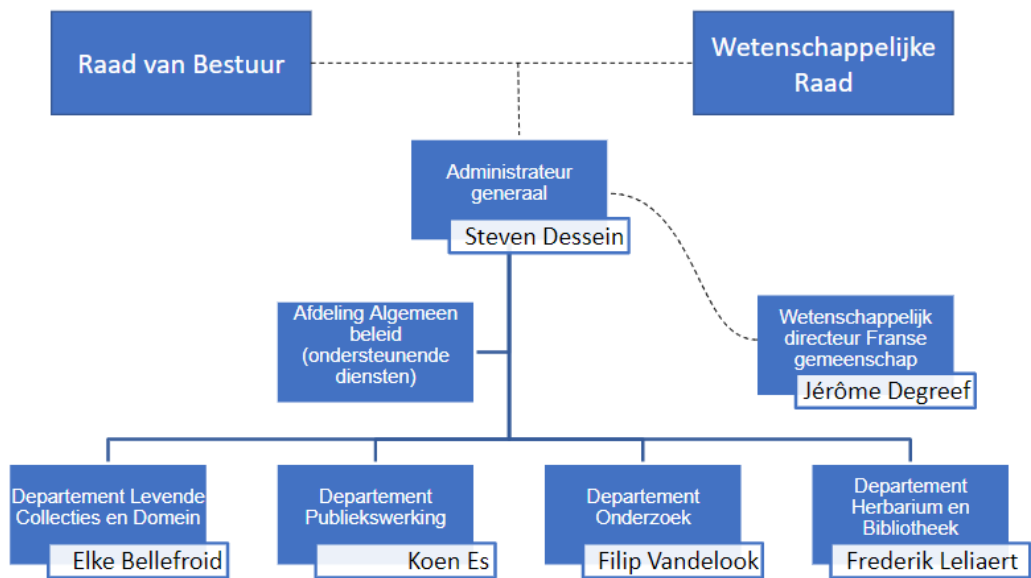 Raad van Bestuur
Wetenschappelijke
Raad
Administrateur
generaal
Steven Dessein
Afdeling Algemeen
beleid
(ondersteunende
diensten)
Wetenschappelijk
directeur Franse
gemeenschap
Jérôme Degreef
Departement Levende
Collecties en Domein
Elke Bellefroid
Departement
Publiekswerking
Koen Es
Departement
Onderzoek
Filip Vandelook
Departement
Herbarium en
Bibliotheek
Frederik Leliaert